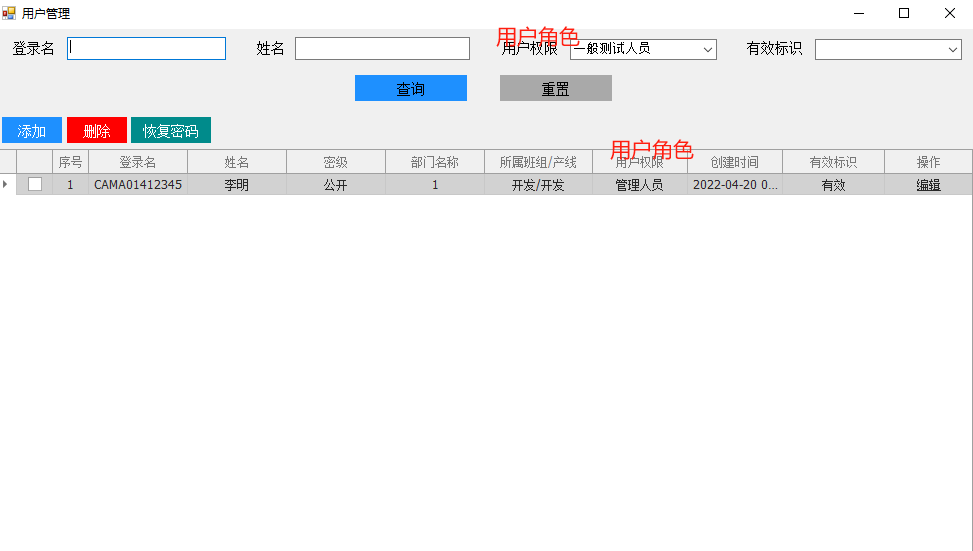 用户管理
用户角色
登录名 姓名 用户权限 一般测试人员 有效标识
查询 重置
添加 删除 恢复密码
用户角色
序号 登录名 姓名 密级 部门名称 所属班组/产线 用户权限 创建时间 有效标识 操作
1 CAMA01412345 李明 公开 1 开发/开发 管理人员 2022-04-20 0... 有效 编辑